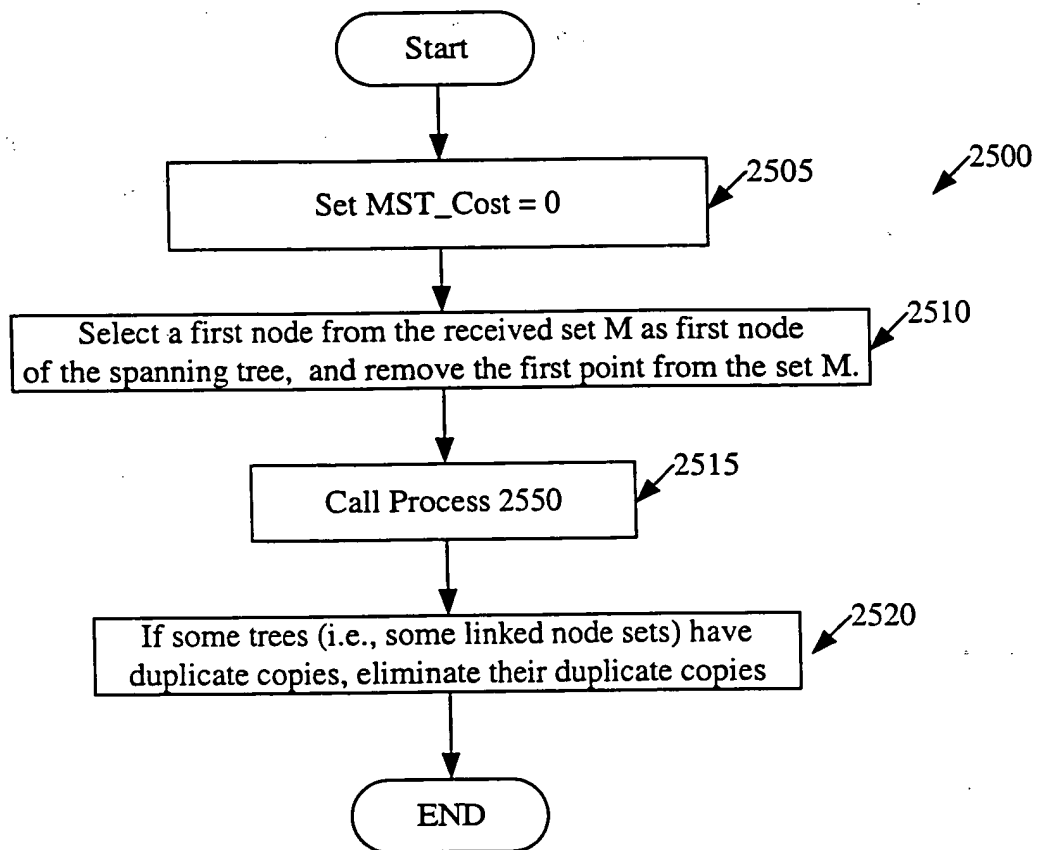 Start
Set MST_Cost = 0
2505
2500
Select a first node from the received set M as first node
of the spanning tree, and remove the first point from the set M.
2510
Call Process 2550
2515
If some trees (i.e., some linked node sets) have
duplicate copies, eliminate their duplicate copies
2520
END